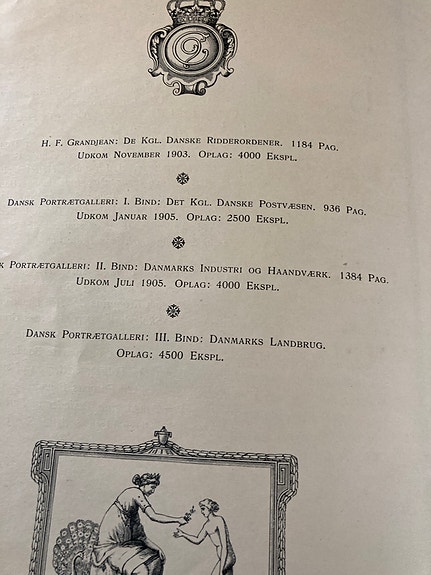 H. F. Grandjean: De Kgl. Danske Ridderordener. 1184 Pag.
Udkom November 1903. Oplag: 4000 Ekspl.
Dansk Portrætgalleri: I. Bind: Det Kgl. Danske Postvæsen. 936 Pag.
Udkom Januar 1905. Oplag: 2500 Ekspl.
k Portrætgalleri: II. Bind: Danmarks Industri og Haandværk. 1384 Pag.
Udkom Juli 1905. Oplag: 4000 Ekspl.
Dansk Portrætgalleri: III. Bind: Danmarks Landbrug.
Oplag: 4500 Ekspl.